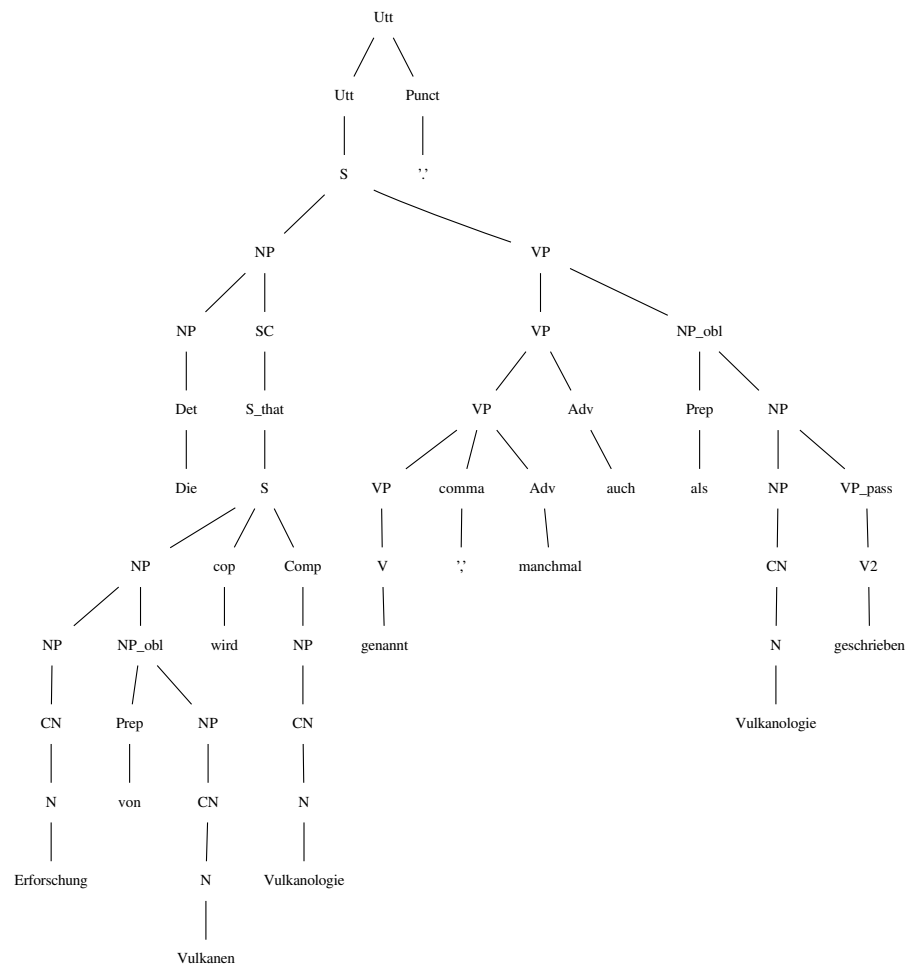 Utt
Utt Punct
S '.'
NP VP
NP SC VP NP_obl
Det S_that VP Adv Prep NP
Die S VP comma Adv auch als NP VP_pass
NP cop Comp V ',' manchmal CN V2
NP NP_obl wird NP genannt N geschrieben
CN Prep NP CN Vulkanologie
N von CN N
Erforschung N Vulkanologie
Vulkanen